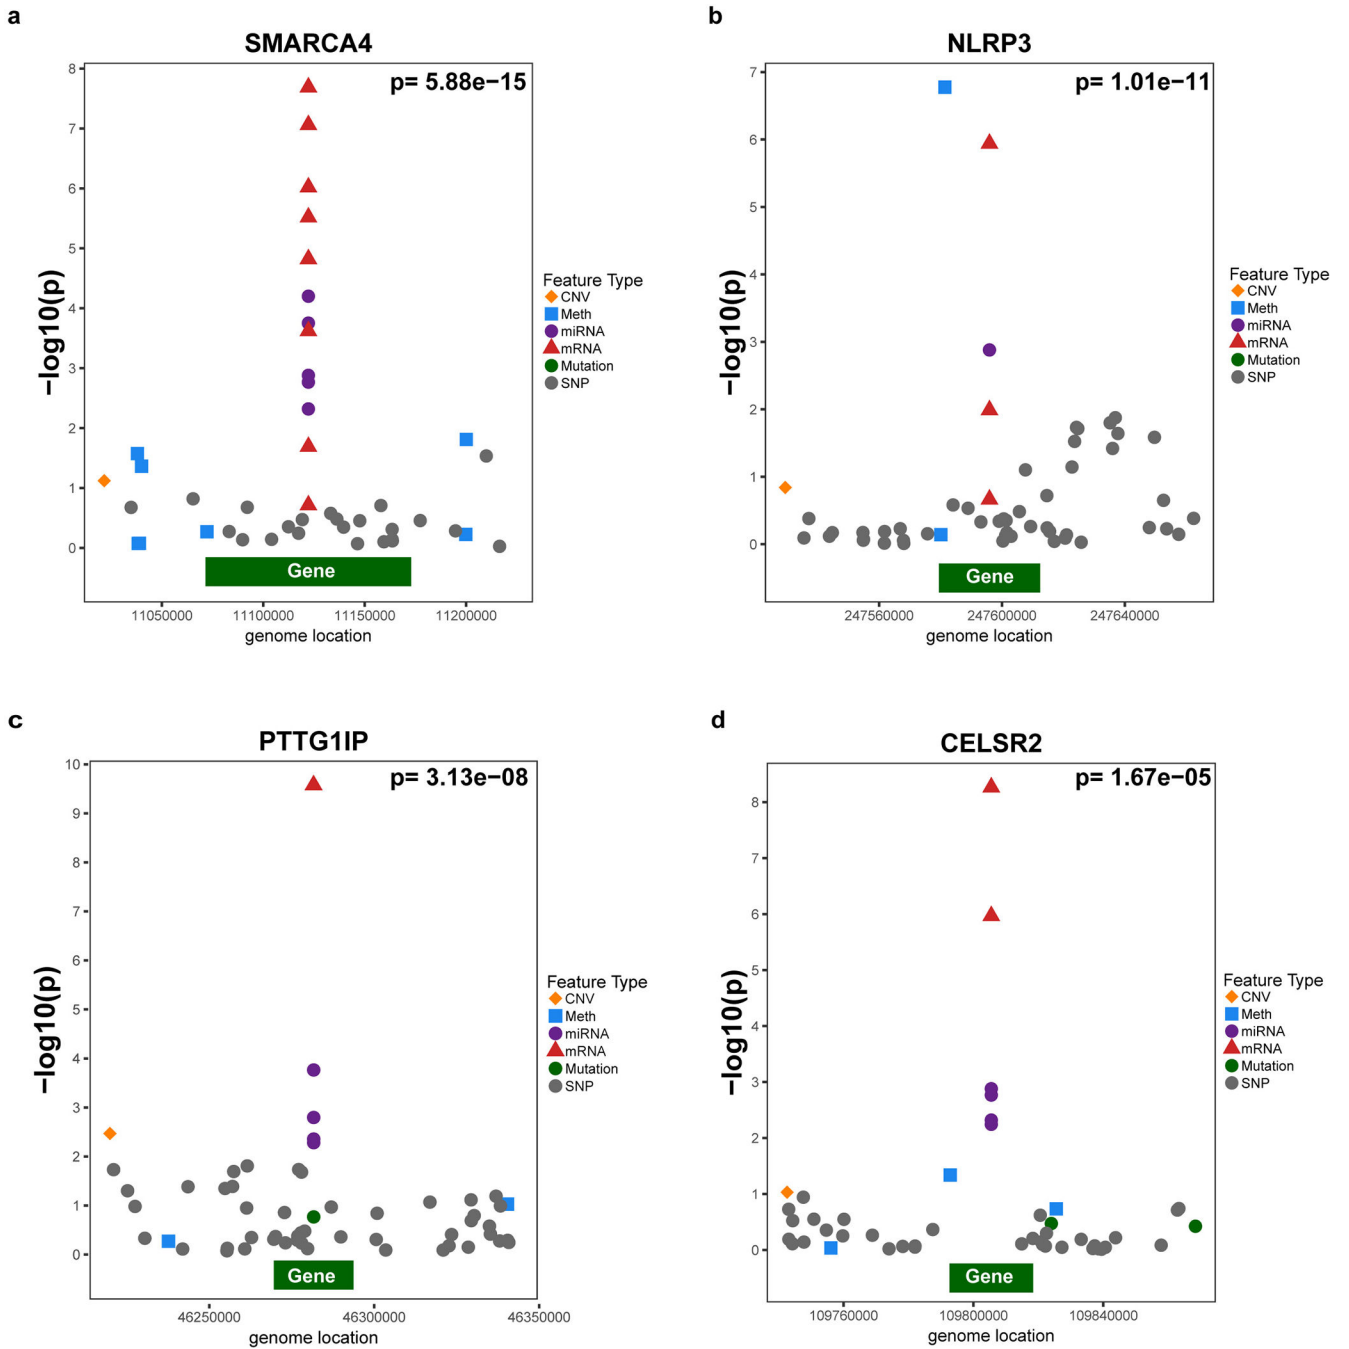 a
SMARCA4
p= 5.88e−15
8
7
6
5
4
3
2
1
0
−log10(p)
Gene
11050000 11100000 11150000 11200000
genome location
Feature Type
CNV
Meth
miRNA
mRNA
Mutation
SNP
b
NLRP3
p= 1.01e−11
7
6
5
4
3
2
1
0
−log10(p)
Gene
247560000 247600000 247640000
genome location
Feature Type
CNV
Meth
miRNA
mRNA
Mutation
SNP
c
PTTG1IP
p= 3.13e−08
10
9
8
7
6
5
4
3
2
1
0
−log10(p)
Gene
46250000 46300000 46350000
genome location
Feature Type
CNV
Meth
miRNA
mRNA
Mutation
SNP
d
CELSR2
p= 1.67e−05
8
7
6
5
4
3
2
1
0
−log10(p)
Gene
109760000 109800000 109840000
genome location
Feature Type
CNV
Meth
miRNA
mRNA
Mutation
SNP